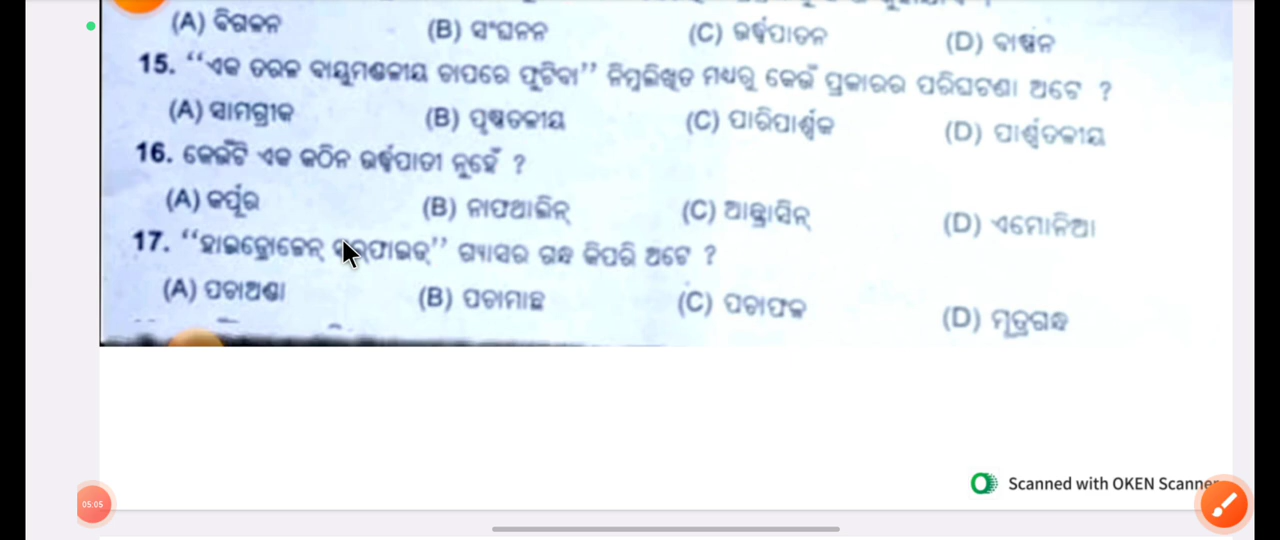 (A) ବିଗଳନ (B) ସଂଘନନ (C) ଊର୍ଦ୍ଧ୍ୱପାତନ (D) ବାଷ୍ପନ
15. “ଏକ ତରଳ ବାୟୁମଣ୍ଡଳୀୟ ଚାପରେ ଫୁଟିବା” ନିମ୍ନଲିଖିତ ମଧ୍ୟରୁ କେଉଁ ପ୍ରକାରର ପରିଘଟଣା ଅଟେ ?
(A) ସାମଗ୍ରୀକ (B) ପୃଷ୍ଠତଳୀୟ (C) ପାରିପାର୍ଶ୍ୱିକ (D) ପାର୍ଶ୍ୱତଳୀୟ
16. କେଉଁଟି ଏକ କଠିନ ଊର୍ଦ୍ଧ୍ୱପାତୀ ନୁହେଁ ?
(A) କର୍ପୂର (B) ନାଫଥାଲିନ୍ (C) ଆନ୍ଥ୍ରାସିନ୍ (D) ଏମୋନିଆ
17. “ହାଇଡ୍ରୋଜେନ୍ ସଲ୍‌ଫାଇଡ୍” ଗ୍ୟାସର ଗନ୍ଧ କିପରି ଅଟେ ?
(A) ପଚାଅଣ୍ଡା (B) ପଚାମାଛ (C) ପଚାଫଳ (D) ମୂତ୍ରଗନ୍ଧ
Scanned with OKEN Scanner
05:05